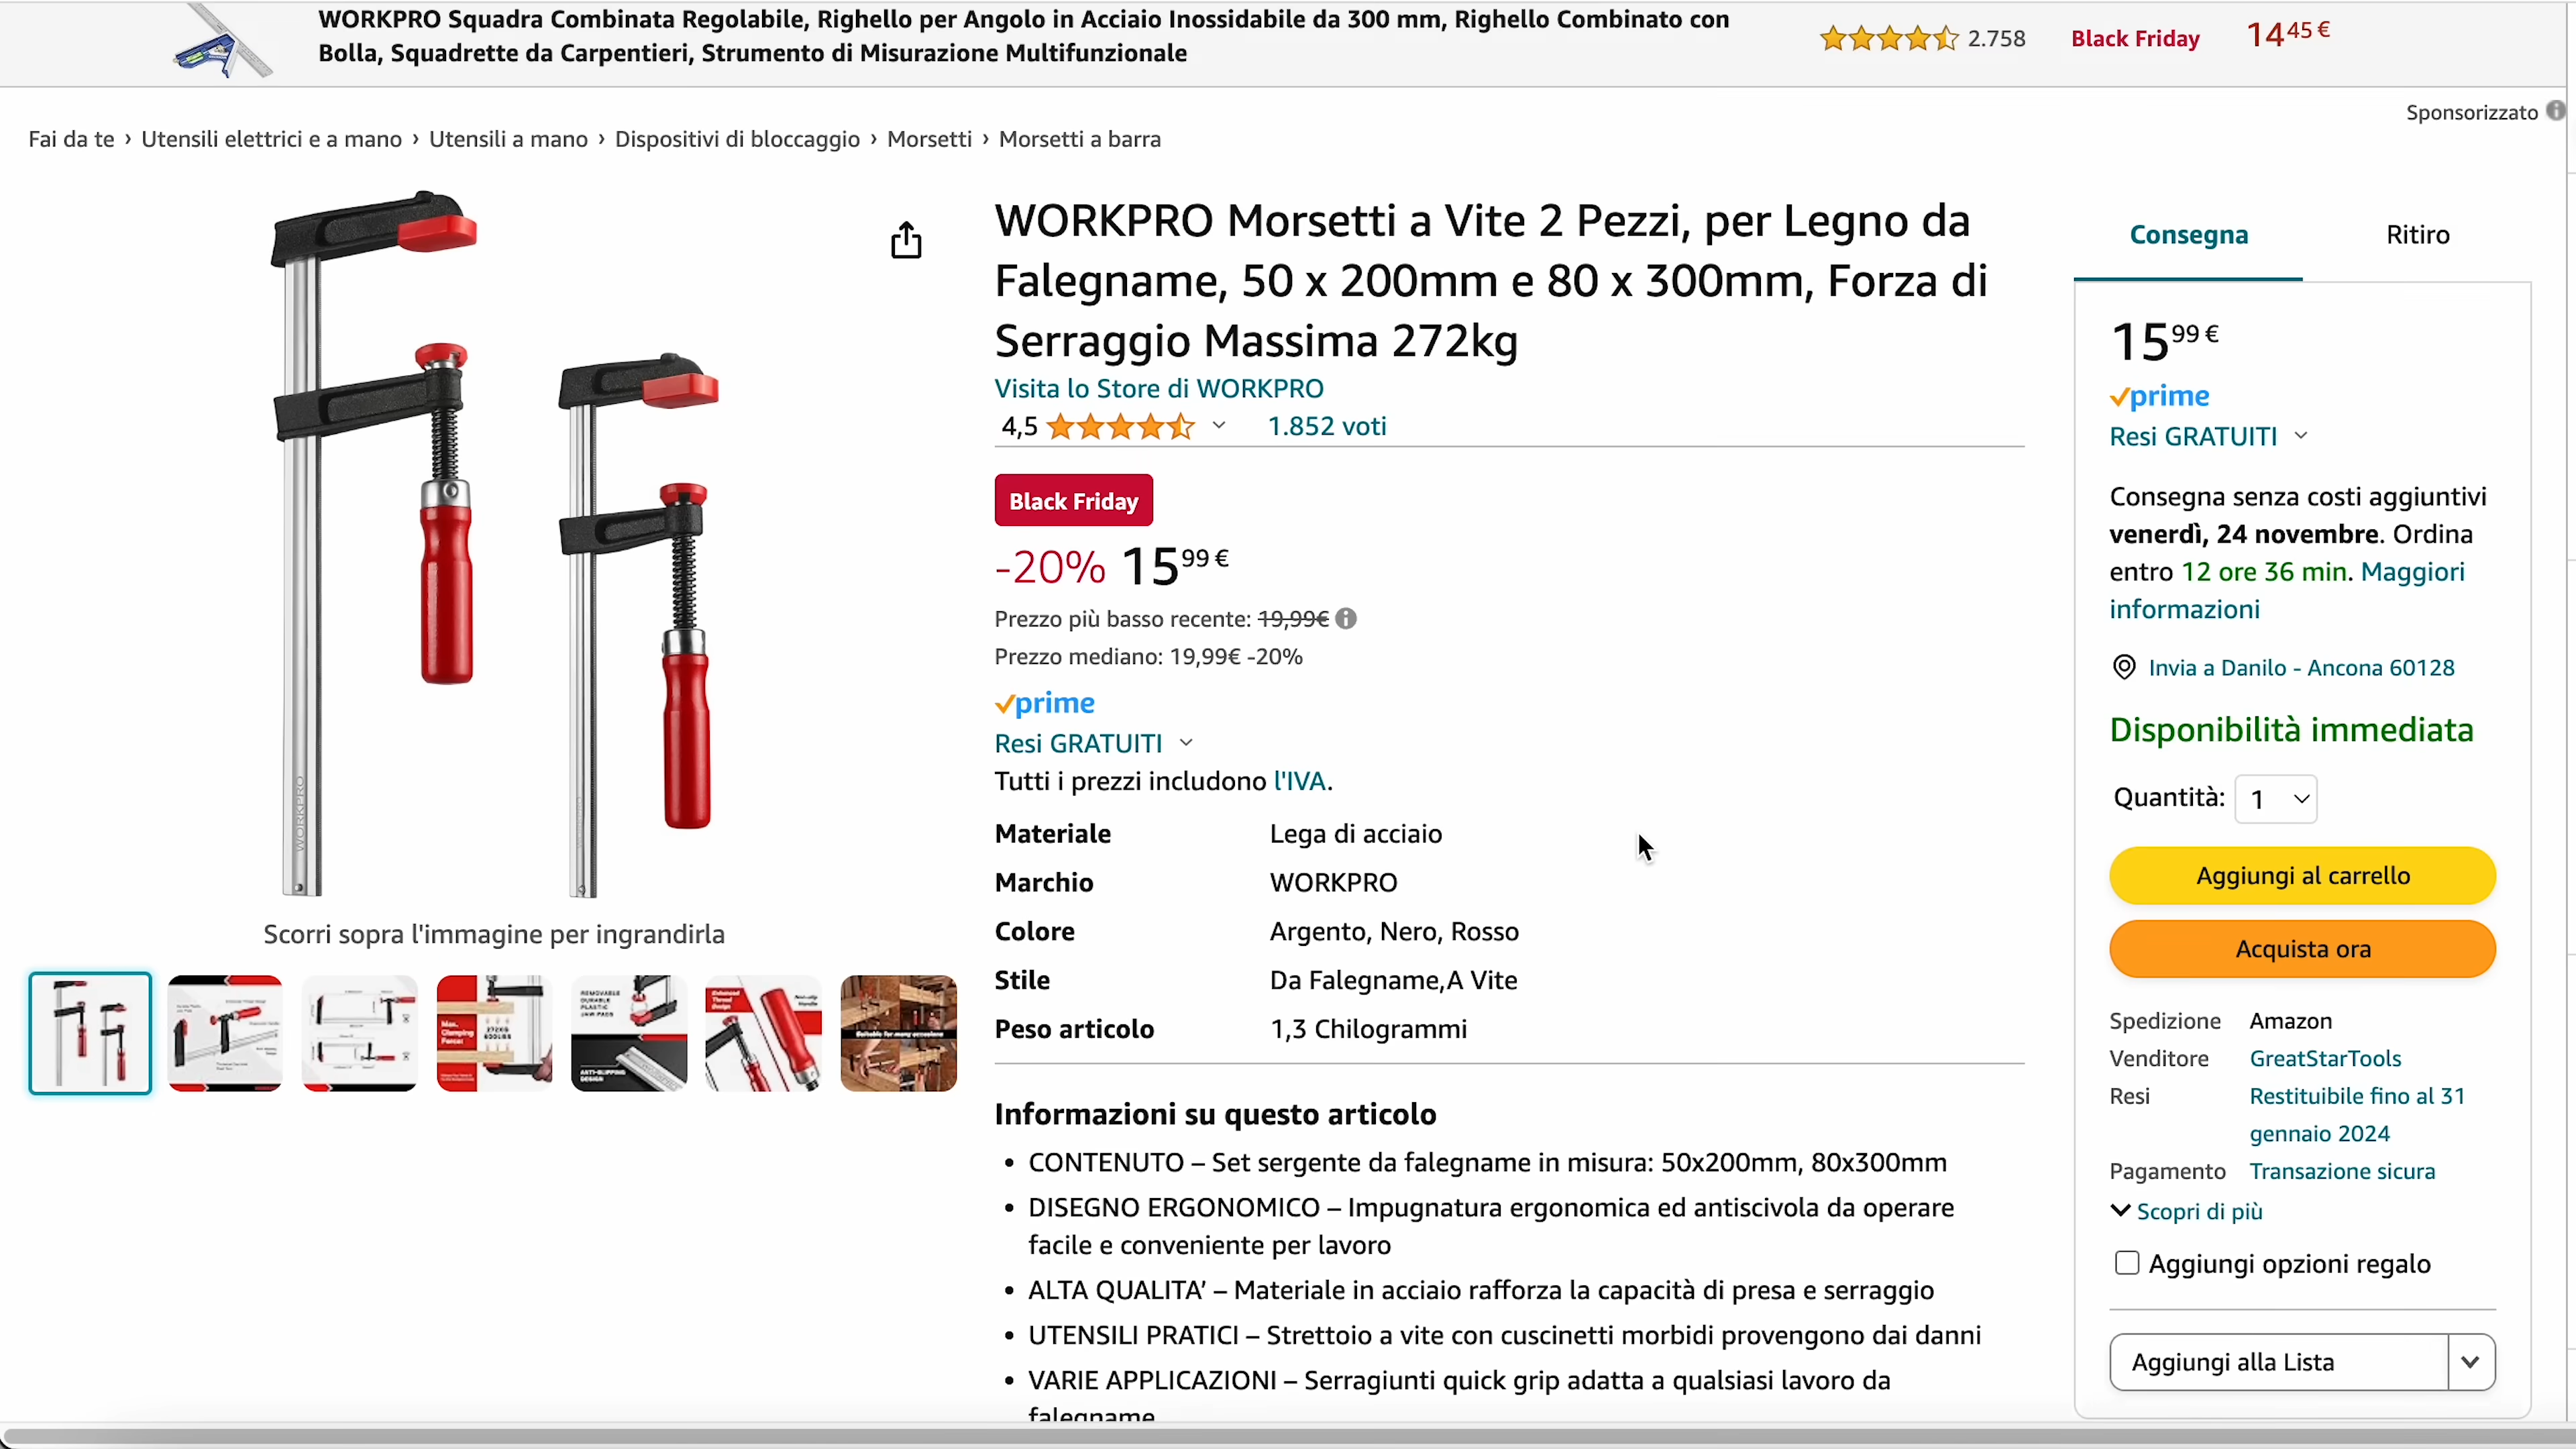 WORKPRO Squadra Combinata Regolabile, Righello per Angolo in Acciaio Inossidabile da 300 mm, Righello Combinato con
Bolla, Squadrette da Carpentieri, Strumento di Misurazione Multifunzionale
2.758
Black Friday
14 45 €
Sponsorizzato
Fai da te › Utensili elettrici e a mano › Utensili a mano › Dispositivi di bloccaggio › Morsetti › Morsetti a barra
WORKPRO
Scorri sopra l'immagine per ingrandirla
272KG
600LBS
REMOVABLE
DURABLE
PLASTIC
JAW PADS
ANTI-SLIPPING
DESIGN
WORKPRO Morsetti a Vite 2 Pezzi, per Legno da
Falegname, 50 x 200mm e 80 x 300mm, Forza di
Serraggio Massima 272kg
Visita lo Store di WORKPRO
4,5
1.852 voti
Black Friday
-20% 15 99 €
Prezzo più basso recente: 19,99€
Prezzo mediano: 19,99€ -20%
prime
Resi GRATUITI
Tutti i prezzi includono l'IVA.
Materiale Lega di acciaio
Marchio WORKPRO
Colore Argento, Nero, Rosso
Stile Da Falegname,A Vite
Peso articolo 1,3 Chilogrammi
Informazioni su questo articolo
• CONTENUTO – Set sergente da falegname in misura: 50x200mm, 80x300mm
• DISEGNO ERGONOMICO – Impugnatura ergonomica ed antiscivola da operare
facile e conveniente per lavoro
• ALTA QUALITA’ – Materiale in acciaio rafforza la capacità di presa e serraggio
• UTENSILI PRATICI – Strettoio a vite con cuscinetti morbidi provengono dai danni
• VARIE APPLICAZIONI – Serragiunti quick grip adatta a qualsiasi lavoro da
falegname
Consegna
Ritiro
15 99 €
prime
Resi GRATUITI
Consegna senza costi aggiuntivi
venerdì, 24 novembre. Ordina
entro 12 ore 36 min. Maggiori
informazioni
Invia a Danilo - Ancona 60128
Disponibilità immediata
Quantità: 1
Aggiungi al carrello
Acquista ora
Spedizione Amazon
Venditore GreatStarTools
Resi Restituibile fino al 31
gennaio 2024
Pagamento Transazione sicura
Scopri di più
Aggiungi opzioni regalo
Aggiungi alla Lista